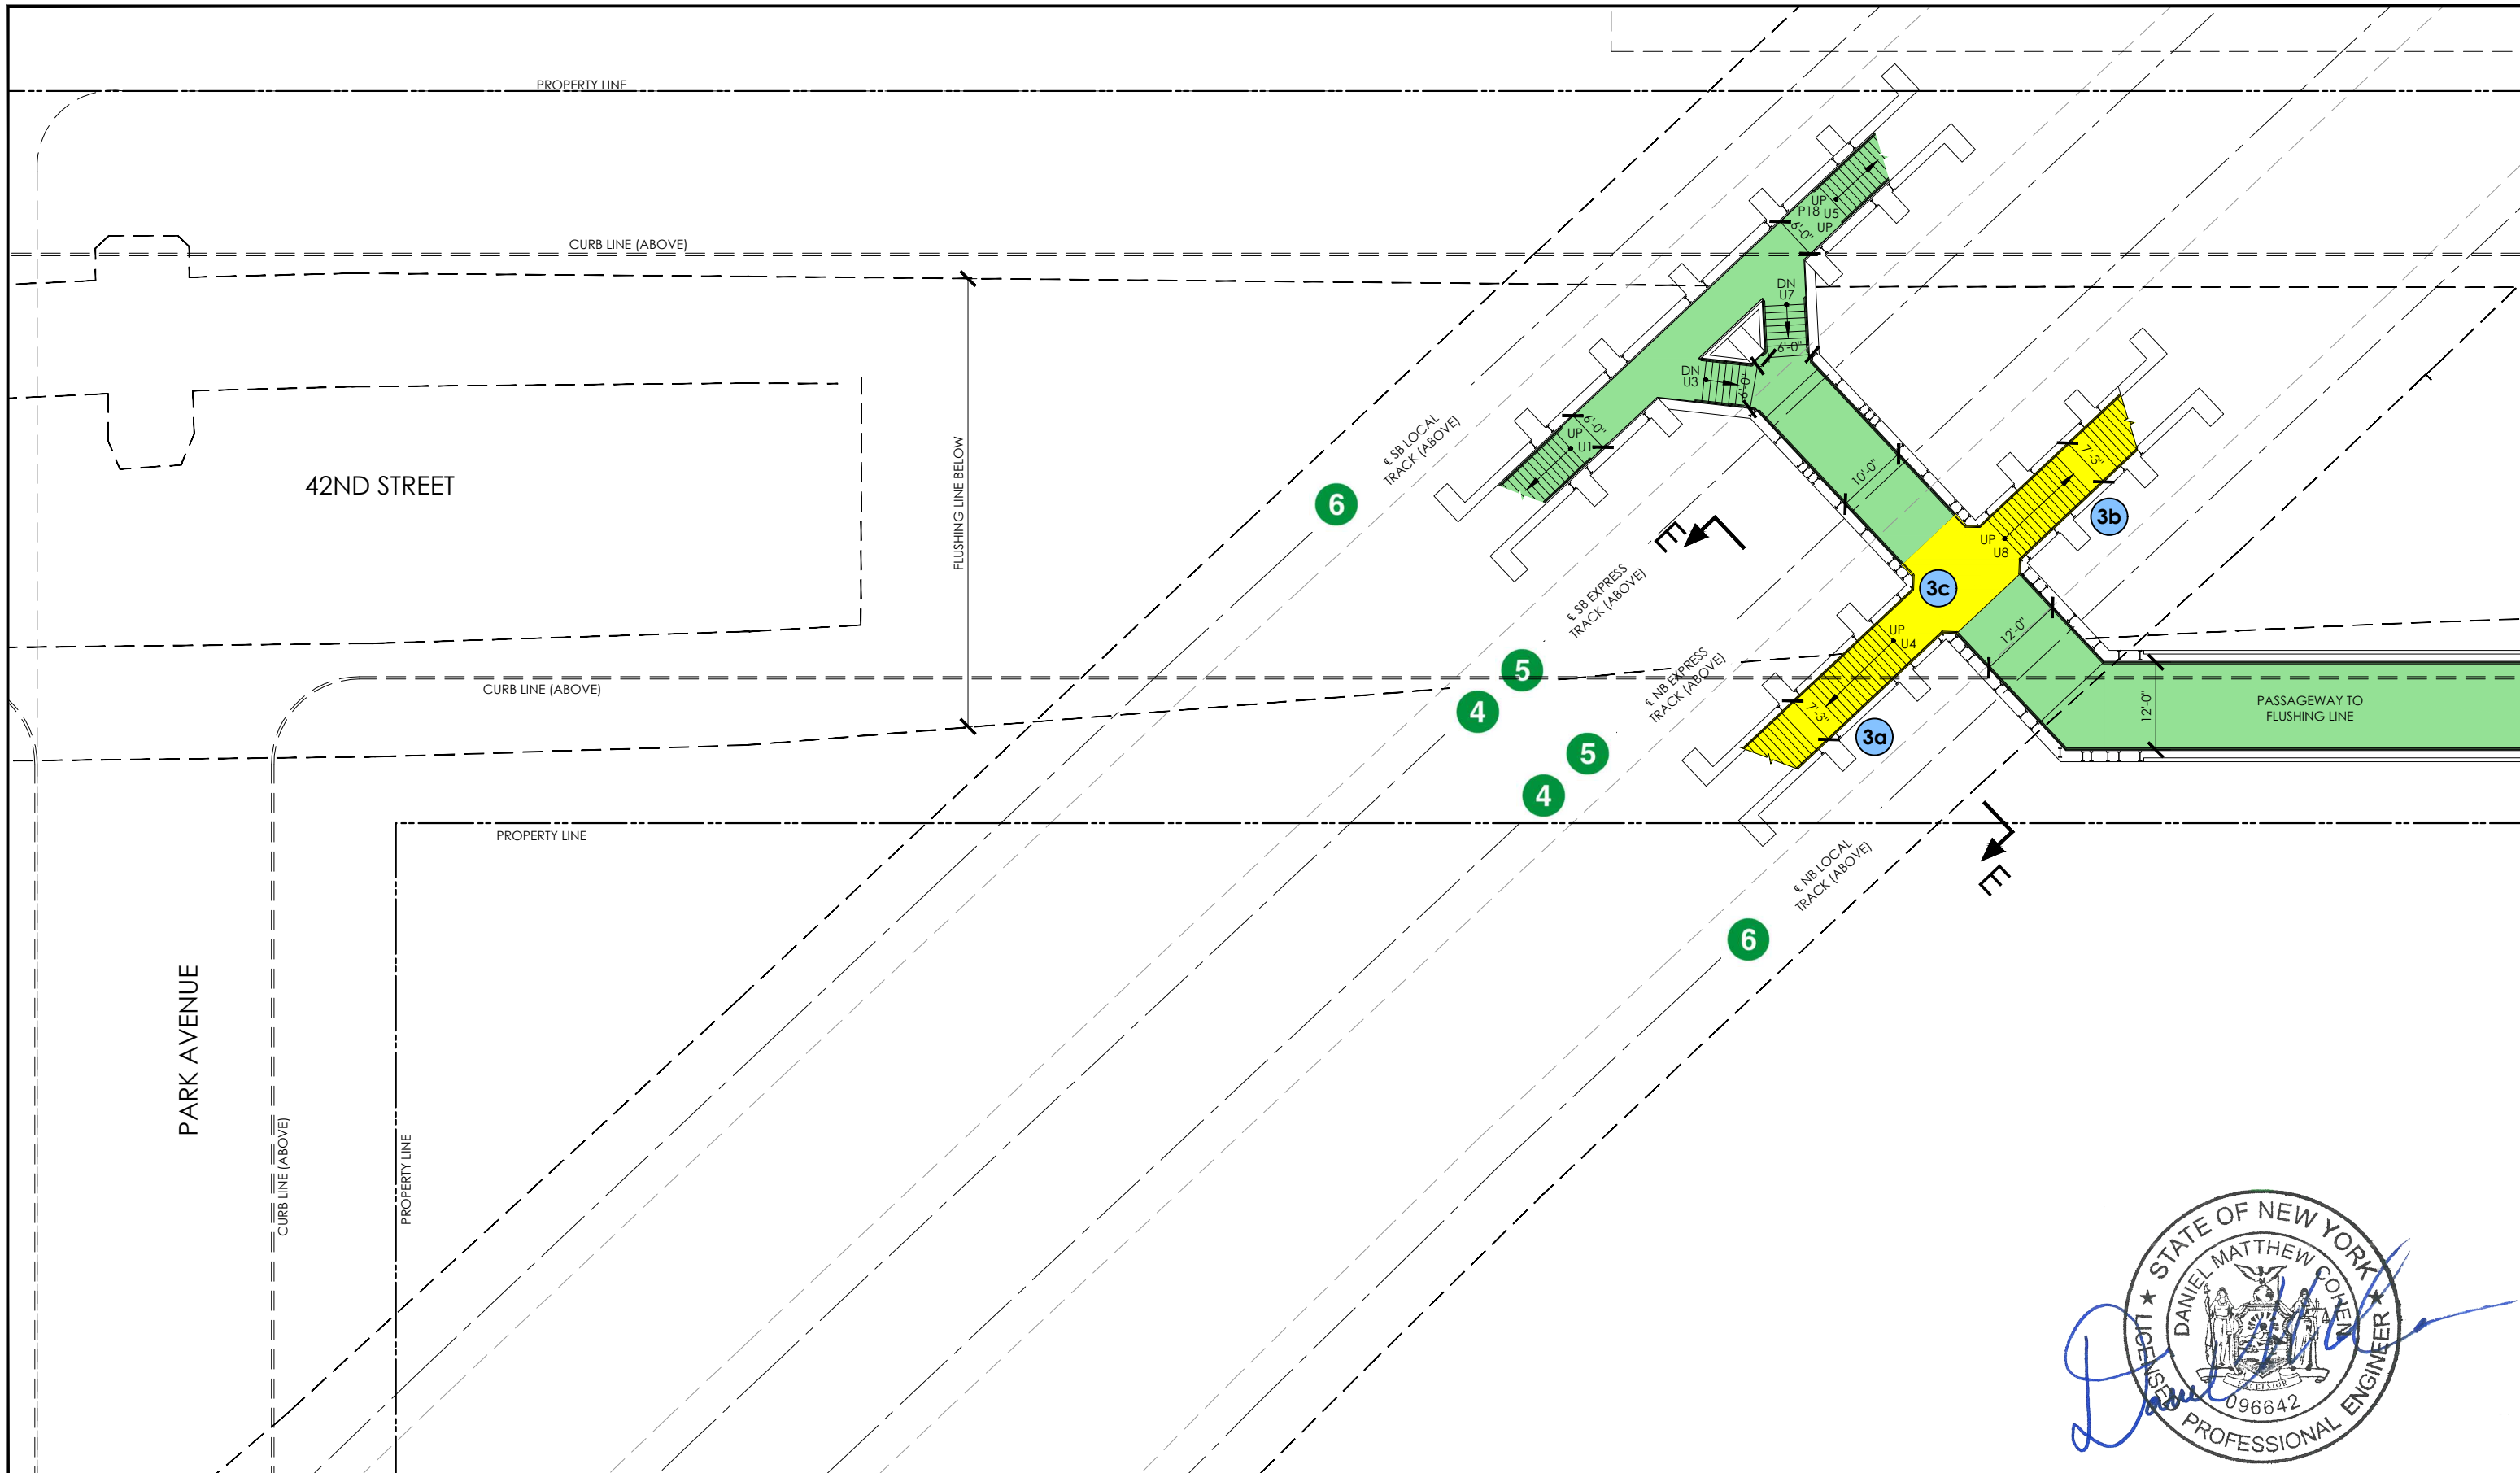 PROPERTY LINE
UP
P18 U5
UP
6'-0"
CURB LINE (ABOVE)
DN
U7
6'-0"
DN
U3
6'-0"
6'-0"
UP
U1
℄ SB LOCAL
TRACK (ABOVE)
FLUSHING LINE BELOW
42ND STREET
6
10'-0"
7'-3"
3b
E
UP
U8
℄ SB EXPRESS
TRACK (ABOVE)
3c
12'-0"
UP
U4
5
℄ NB EXPRESS
TRACK (ABOVE)
CURB LINE (ABOVE)
4
7'-3"
12'-0"
PASSAGEWAY TO
FLUSHING LINE
3a
5
4
PROPERTY LINE
℄ NB LOCAL
TRACK (ABOVE)
E
6
PARK AVENUE
CURB LINE (ABOVE)
PROPERTY LINE
STATE OF NEW YORK
DANIEL MATTHEW COHEN
EXCELSIOR
096642
LICENSED PROFESSIONAL ENGINEER